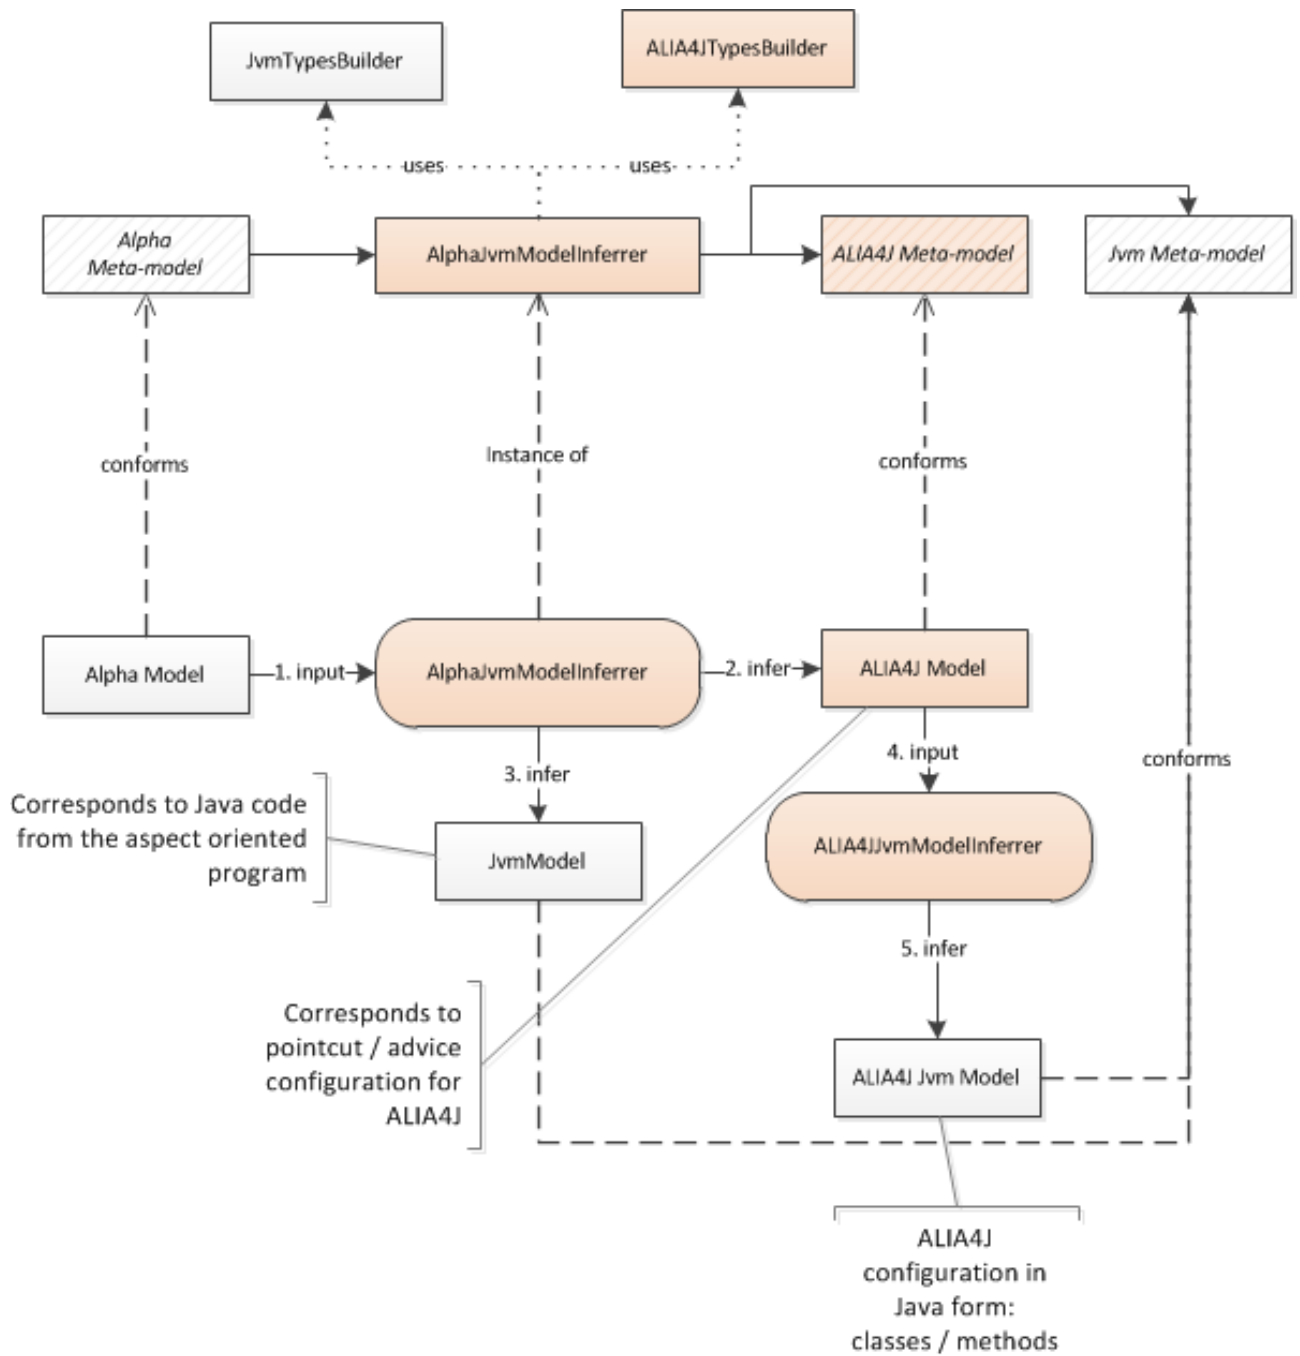 JvmTypesBuilder
ALIA4JTypesBuilder
uses
uses
Alpha
Meta-model
AlphaJvmModelInferrer
ALIA4J Meta-model
Jvm Meta-model
conforms
Instance of
conforms
Alpha Model
1. input
AlphaJvmModelInferrer
2. infer
ALIA4J Model
3. infer
4. input
conforms
Corresponds to Java code
from the aspect oriented
program
JvmModel
ALIA4JJvmModelInferrer
5. infer
Corresponds to
pointcut / advice
configuration for
ALIA4J
ALIA4J Jvm Model
ALIA4J
configuration in
Java form:
classes / methods